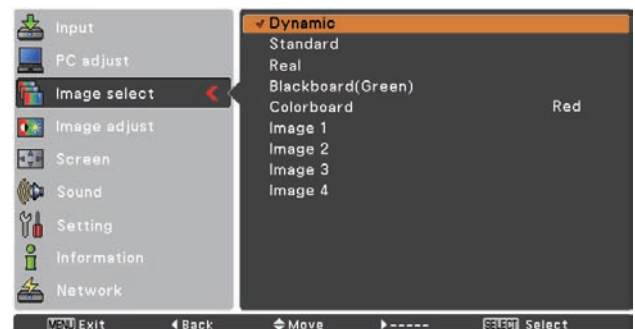 Input
PC adjust
Image select
Image adjust
Screen
Sound
Setting
Information
Network
Dynamic
Standard
Real
Blackboard(Green)
Colorboard Red
Image 1
Image 2
Image 3
Image 4
MENU Exit Back Move ----- SELECT Select